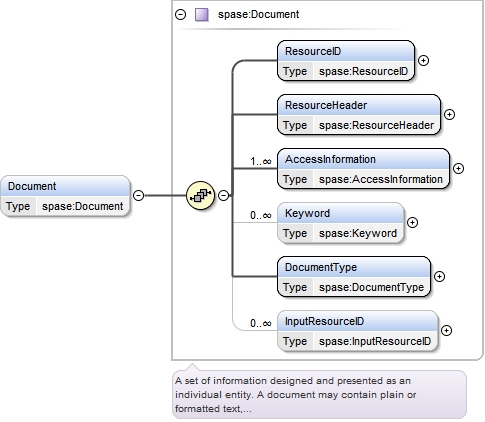 spase:Document
ResourceID
Type spase:ResourceID
ResourceHeader
Type spase:ResourceHeader
1..∞ AccessInformation
Type spase:AccessInformation
0..∞ Keyword
Type spase:Keyword
Document
Type spase:Document
DocumentType
Type spase:DocumentType
0..∞ InputResourceID
Type spase:InputResourceID
A set of information designed and presented as an
individual entity. A document may contain plain or
formatted text,...